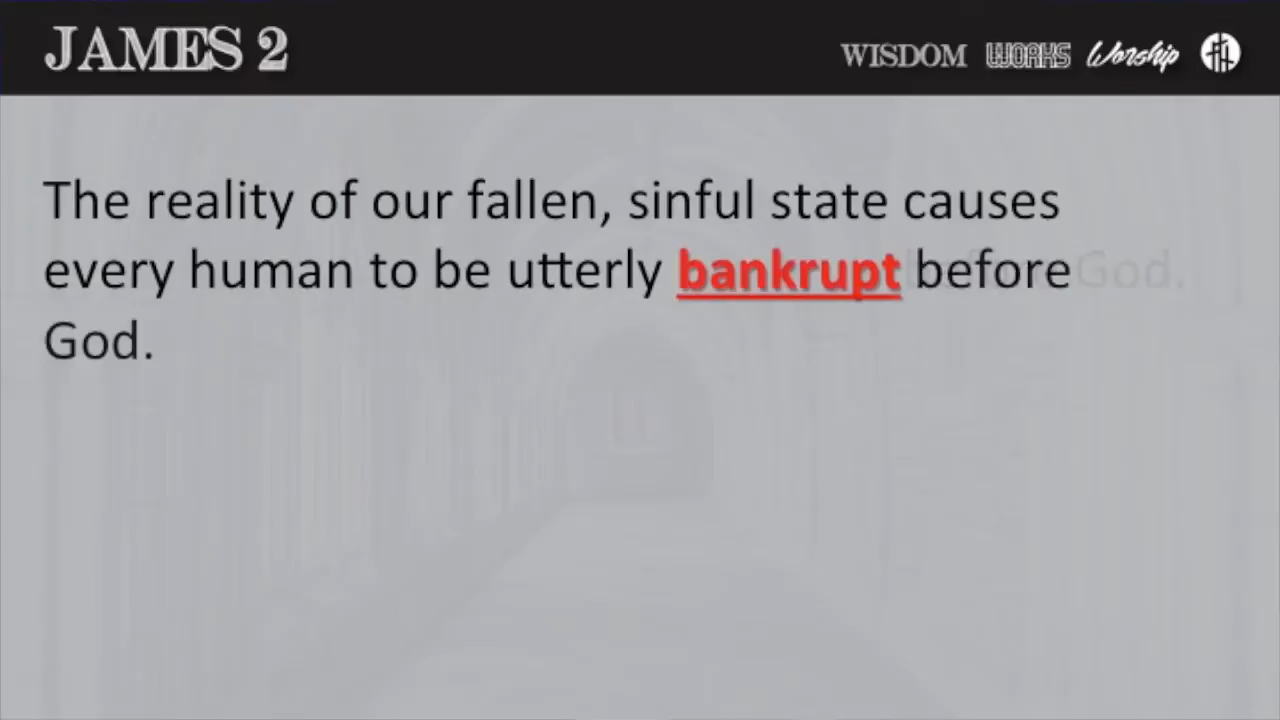 JAMES 2
WISDOM WORKS Worship
The reality of our fallen, sinful state causes
every human to be utterly bankrupt before
God.